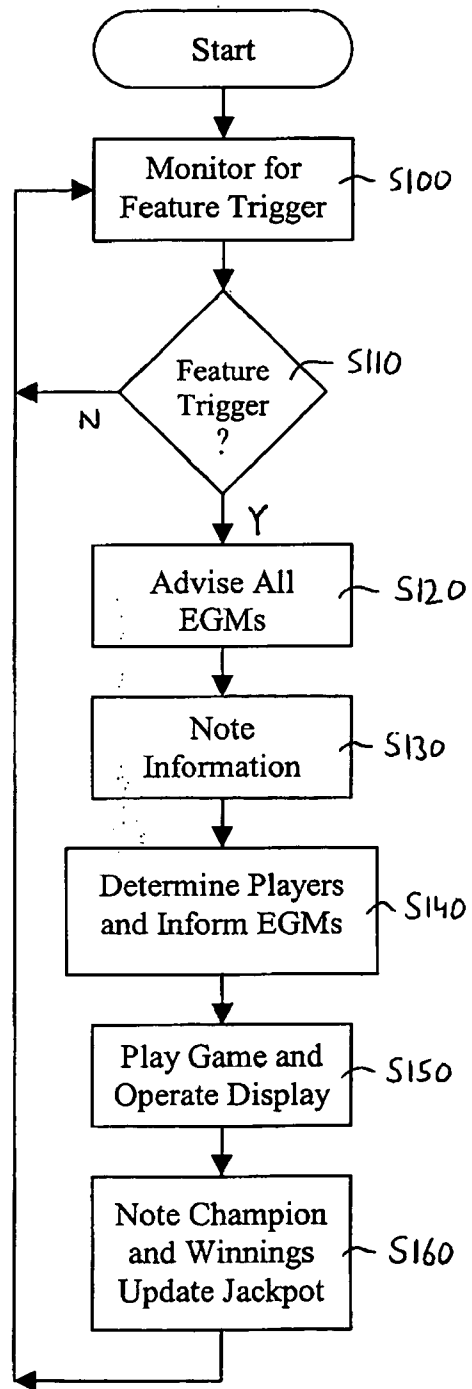 Start
Monitor for
Feature Trigger
S100
Feature
Trigger
?
S110
N
Y
Advise All
EGMs
S120
Note
Information
S130
Determine Players
and Inform EGMs
S140
Play Game and
Operate Display
S150
Note Champion
and Winnings
Update Jackpot
S160